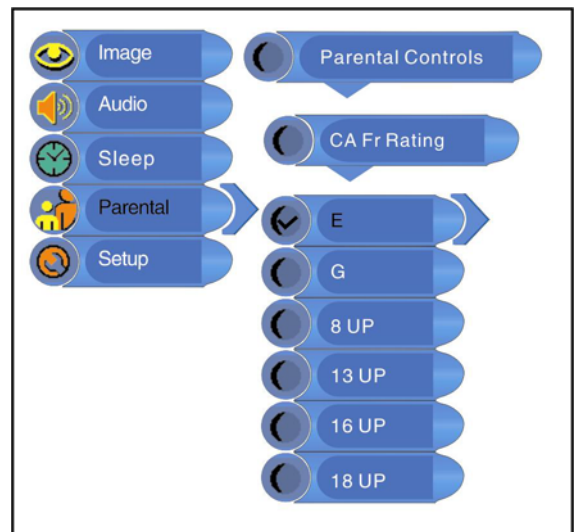 Image
Audio
Sleep
Parental
Setup
Parental Controls
CA Fr Rating
E
G
8 UP
13 UP
16 UP
18 UP